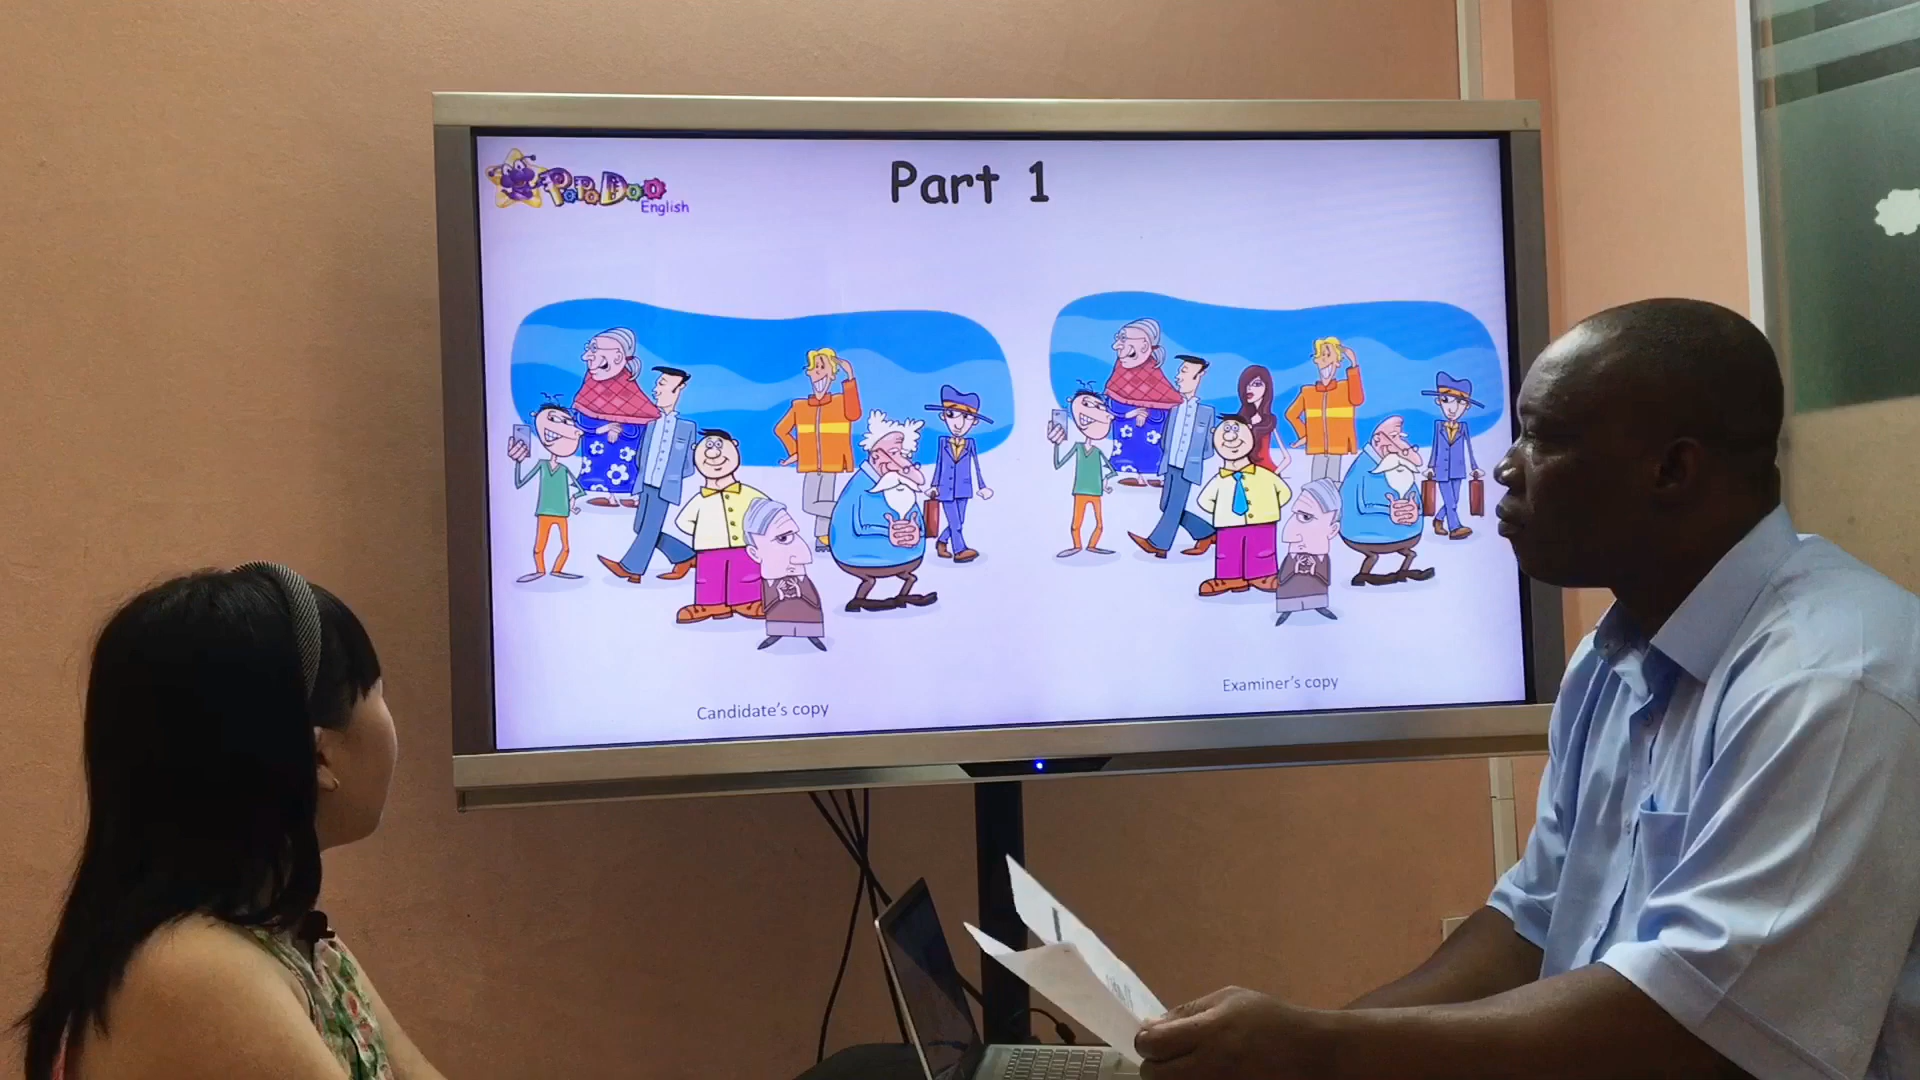 PoPoDoo
English
Part 1
Candidate's copy
Examiner's copy